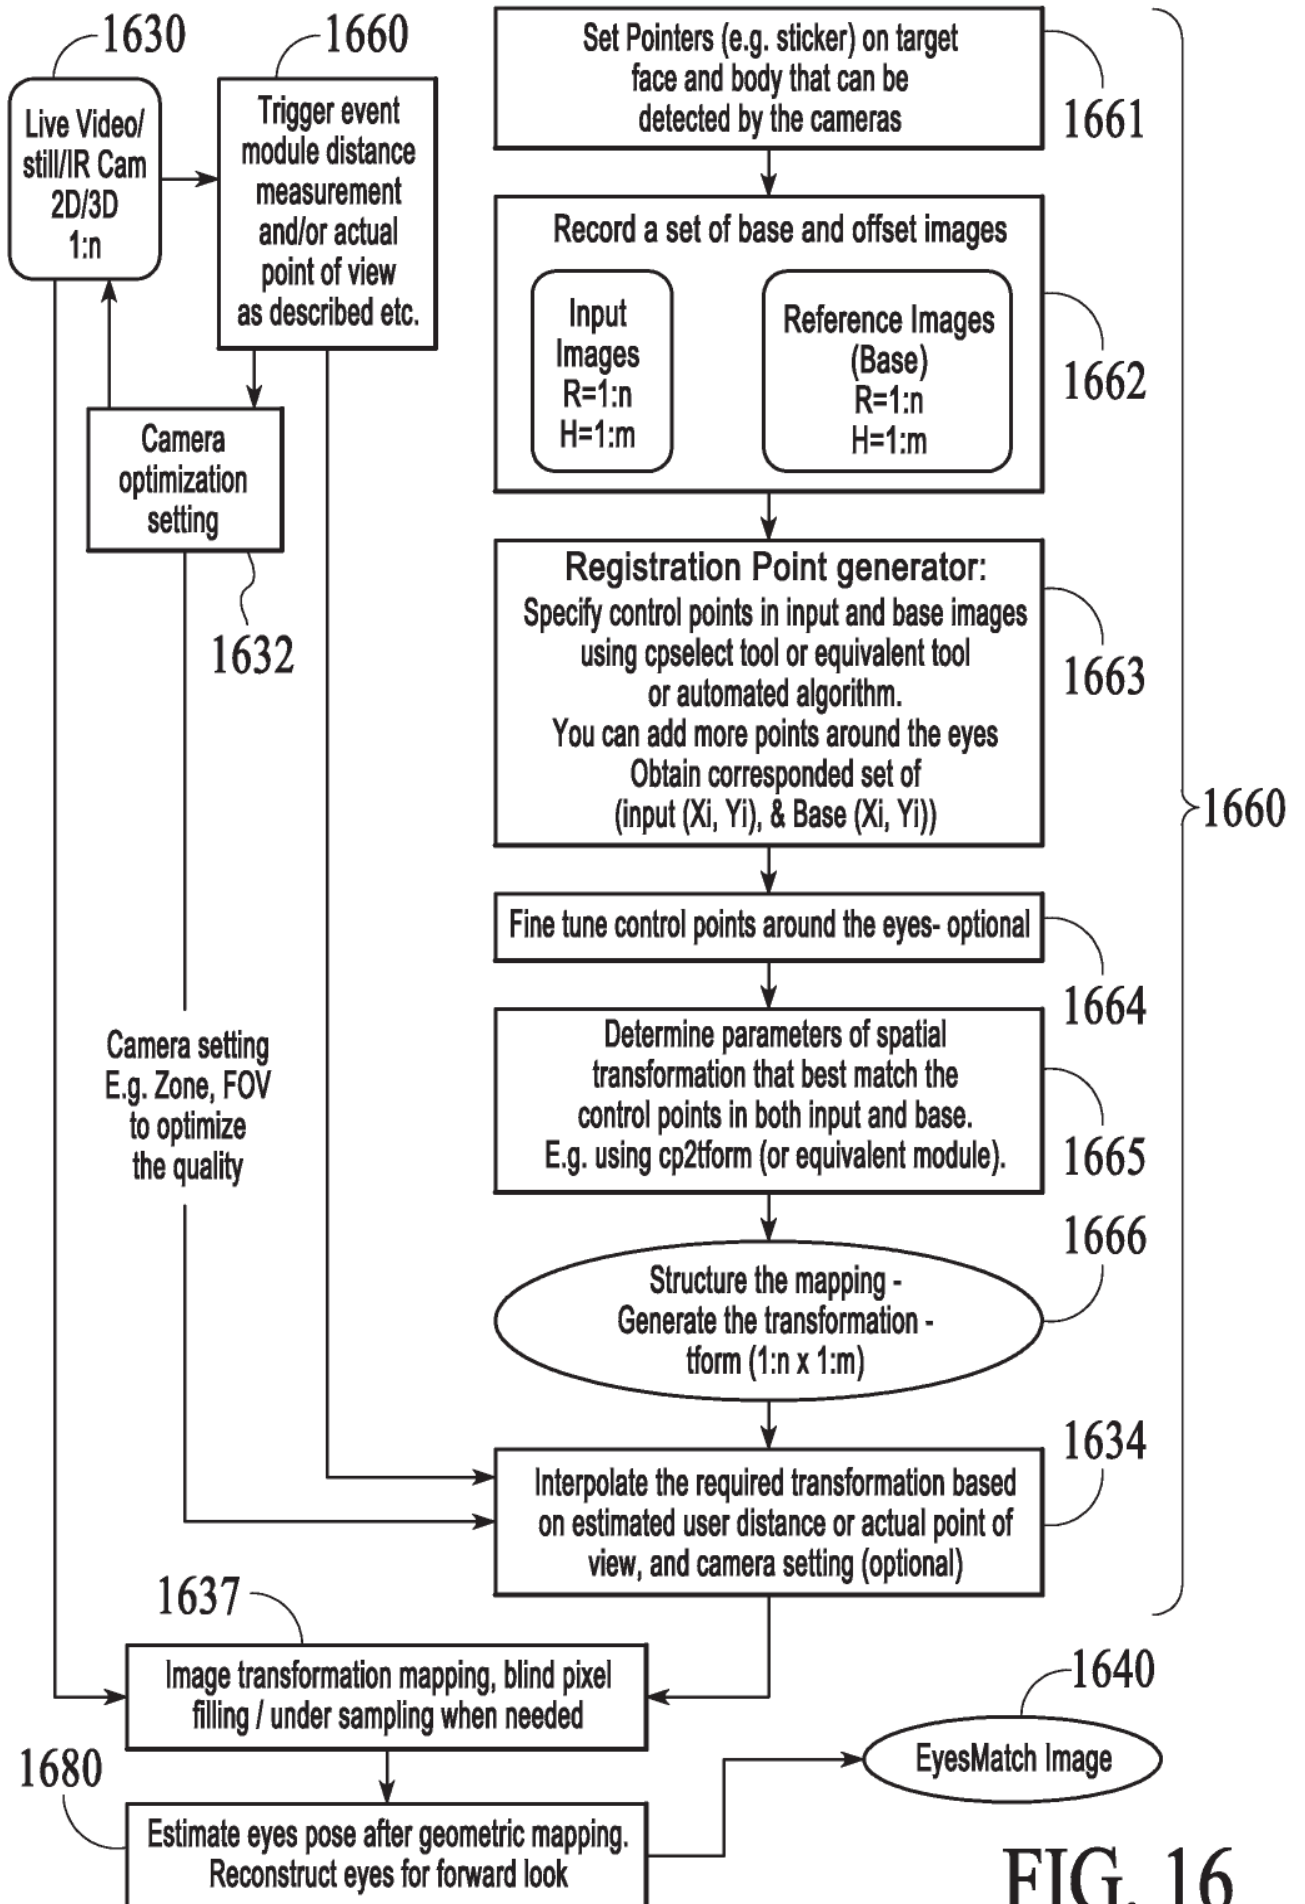 1630
1660
Live Video/
still/IR Cam
2D/3D
1:n
Trigger event
module distance
measurement
and/or actual
point of view
as described etc.
Camera
optimization
setting
1632
Camera setting
E.g. Zone, FOV
to optimize
the quality
Set Pointers (e.g. sticker) on target
face and body that can be
detected by the cameras
1661
Record a set of base and offset images
Input
Images
R=1:n
H=1:m
Reference Images
(Base)
R=1:n
H=1:m
1662
Registration Point generator:
Specify control points in input and base images
using cpselect tool or equivalent tool
or automated algorithm.
You can add more points around the eyes
Obtain corresponded set of
(input (Xi, Yi), & Base (Xi, Yi))
1663
1660
Fine tune control points around the eyes- optional
1664
Determine parameters of spatial
transformation that best match the
control points in both input and base.
E.g. using cp2tform (or equivalent module).
1665
1666
Structure the mapping -
Generate the transformation -
tform (1:n x 1:m)
1634
Interpolate the required transformation based
on estimated user distance or actual point of
view, and camera setting (optional)
1637
Image transformation mapping, blind pixel
filling / under sampling when needed
1640
EyesMatch Image
1680
Estimate eyes pose after geometric mapping.
Reconstruct eyes for forward look
FIG. 16